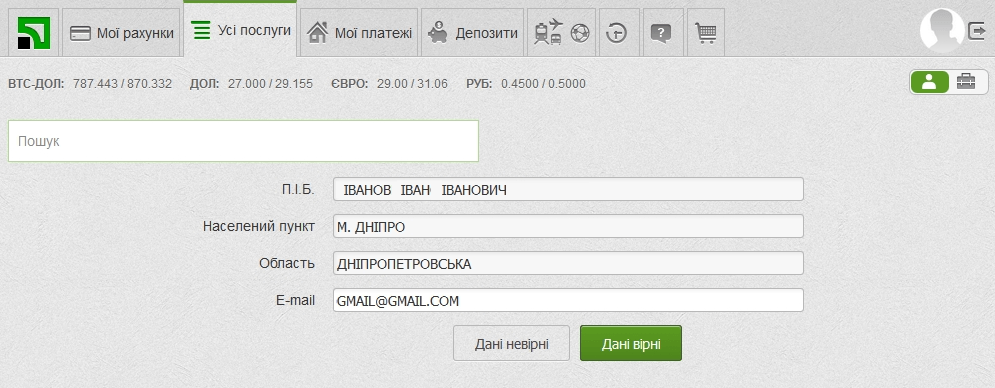 Мої рахунки Усі послуги Мої платежі Депозити
BTC-ДОЛ: 787.443 / 870.332 ДОЛ: 27.000 / 29.155 ЄВРО: 29.00 / 31.06 РУБ: 0.4500 / 0.5000
Пошук
П.І.Б. ІВАНОВ ІВАН ІВАНОВИЧ
Населений пункт М. ДНІПРО
Область ДНІПРОПЕТРОВСЬКА
E-mail GMAIL@GMAIL.COM
Дані невірні Дані вірні